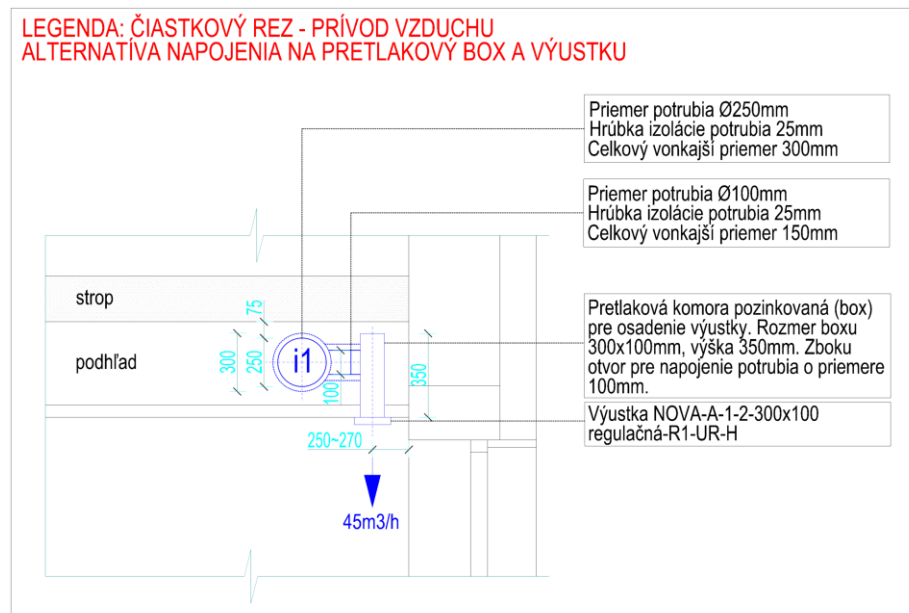 LEGENDA: ČIASTKOVÝ REZ - PRÍVOD VZDUCHU
ALTERNATÍVA NAPOJENIA NA PRETLAKOVÝ BOX A VÝUSTKU
Priemer potrubia Ø250mm
Hrúbka izolácie potrubia 25mm
Celkový vonkajší priemer 300mm
Priemer potrubia Ø100mm
Hrúbka izolácie potrubia 25mm
Celkový vonkajší priemer 150mm
strop
75
Pretlaková komora pozinkovaná (box)
pre osadenie výustky. Rozmer boxu
300x100mm, výška 350mm. Zboku
otvor pre napojenie potrubia o priemere
100mm.
podhľad
300
250
i1
100
350
Výustka NOVA-A-1-2-300x100
regulačná-R1-UR-H
250~270
45m3/h